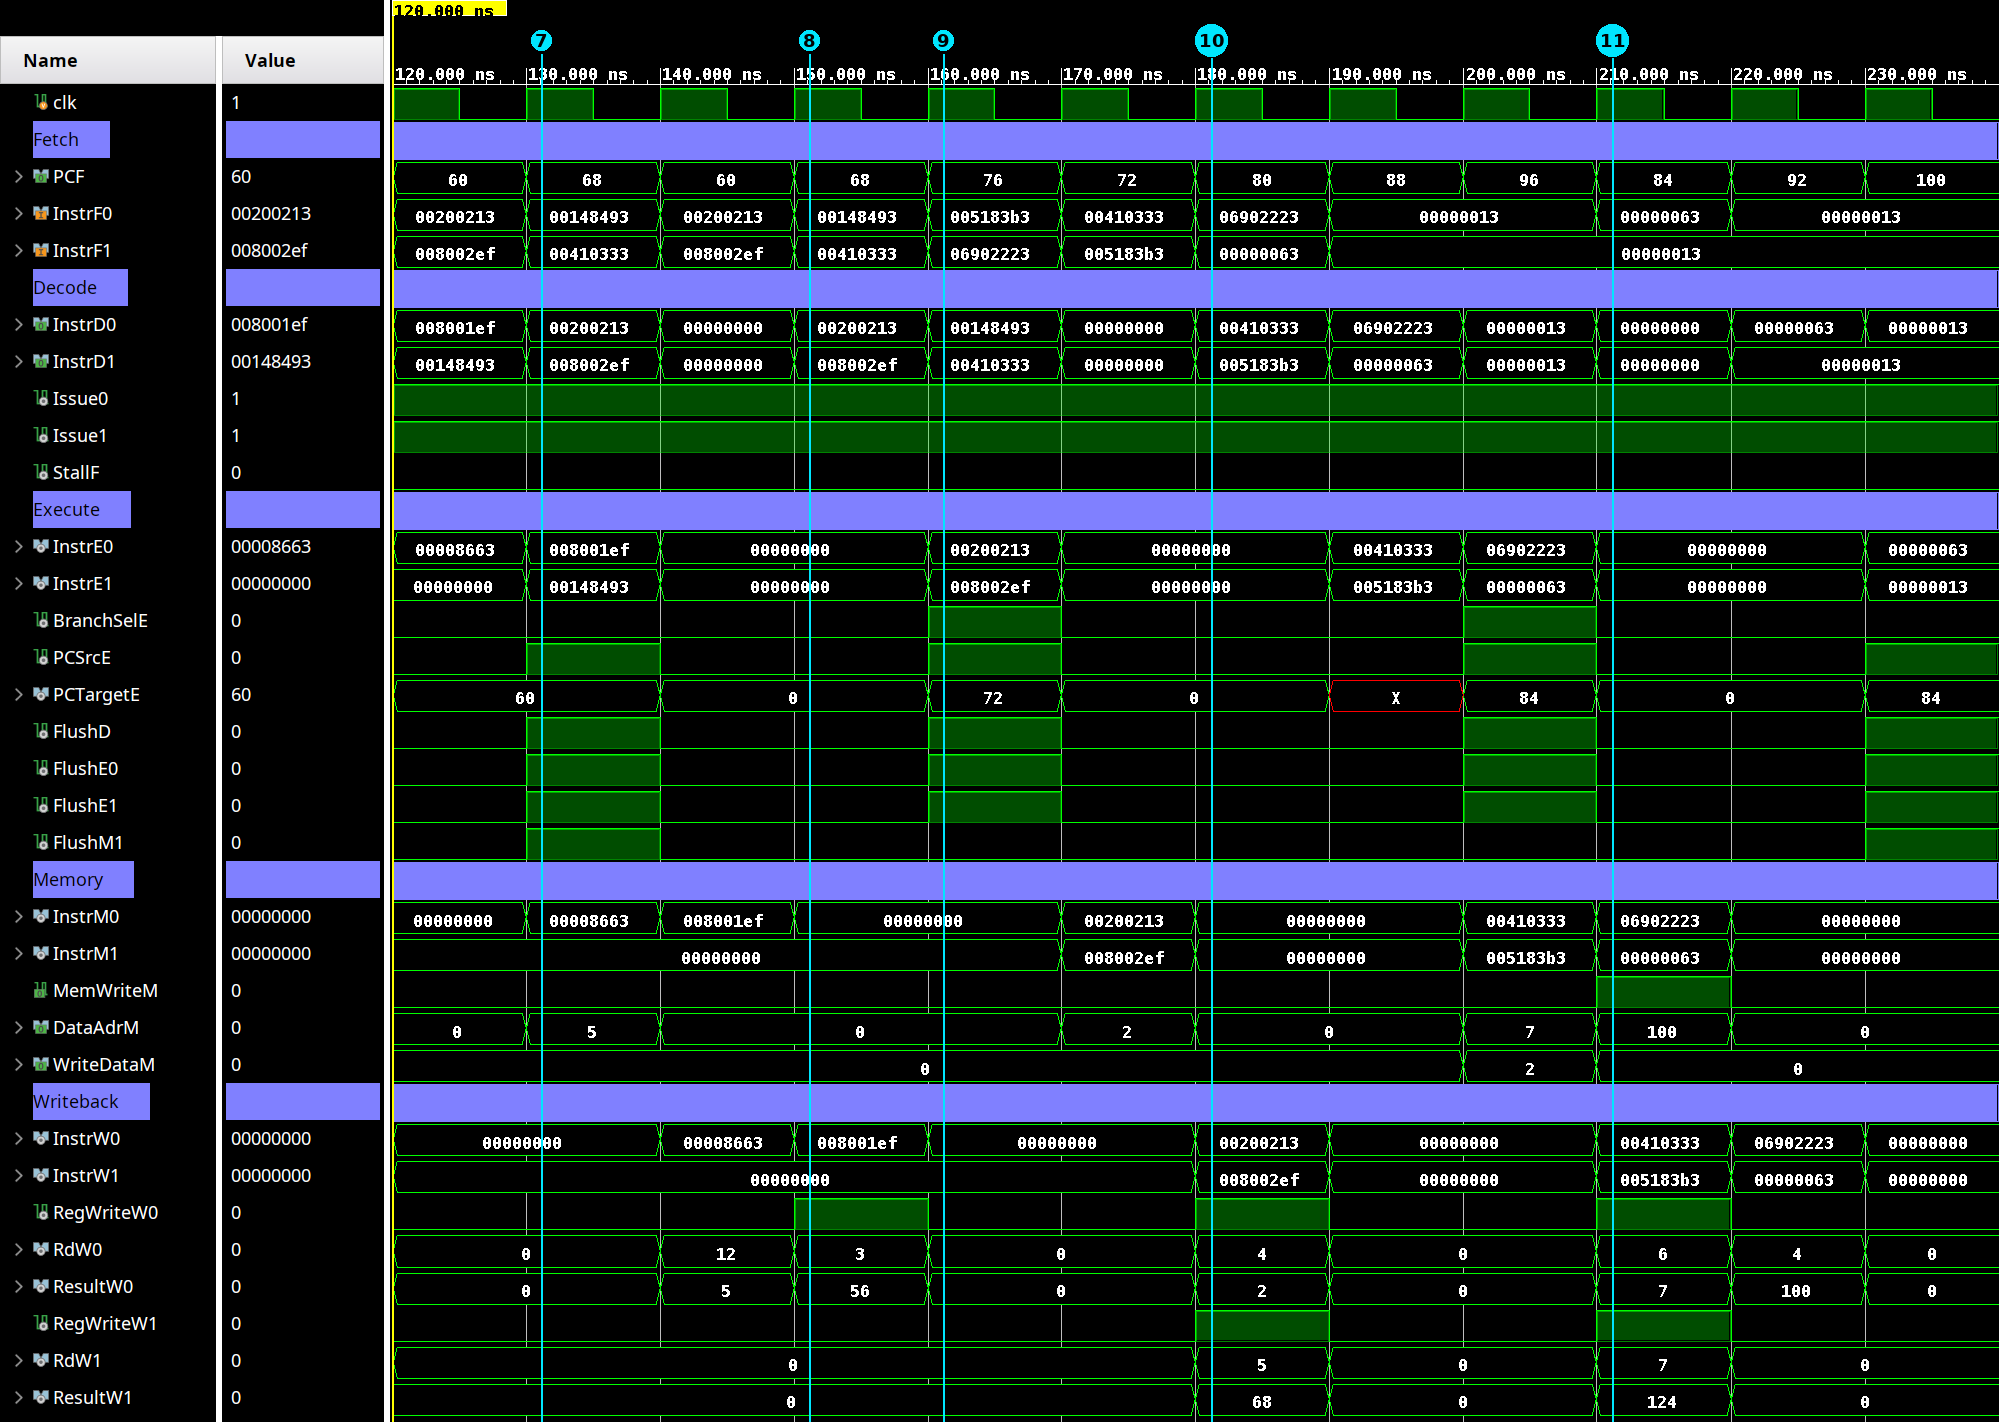 120.000 ns
7 8 9 10 11
Name Value 120.000 ns 130.000 ns 140.000 ns 150.000 ns 160.000 ns 170.000 ns 180.000 ns 190.000 ns 200.000 ns 210.000 ns 220.000 ns 230.000 ns
clk 1
Fetch
PCF 60 60 68 60 68 76 72 80 88 96 84 92 100
InstrF0 00200213 00200213 00148493 00200213 00148493 005183b3 00410333 06902223 00000013 00000063 00000013
InstrF1 008002ef 008002ef 00410333 008002ef 00410333 06902223 005183b3 00000063 00000013
Decode
InstrD0 008001ef 008001ef 00200213 00000000 00200213 00148493 00000000 00410333 06902223 00000013 00000000 00000063 00000013
InstrD1 00148493 00148493 008002ef 00000000 008002ef 00410333 00000000 005183b3 00000063 00000013 00000000 00000013
Issue0 1
Issue1 1
StallF 0
Execute
InstrE0 00008663 00008663 008001ef 00000000 00200213 00000000 00410333 06902223 00000000 00000063
InstrE1 00000000 00000000 00148493 00000000 008002ef 00000000 005183b3 00000063 00000000 00000013
BranchSelE 0
PCSrcE 0
PCTargetE 60 60 0 72 0 X 84 0 84
FlushD 0
FlushE0 0
FlushE1 0
FlushM1 0
Memory
InstrM0 00000000 00000000 00008663 008001ef 00000000 00200213 00000000 00410333 06902223 00000000
InstrM1 00000000 00000000 008002ef 00000000 005183b3 00000063 00000000
MemWriteM 0
DataAdrM 0 0 5 0 2 0 7 100 0
WriteDataM 0 0 2 0
Writeback
InstrW0 00000000 00000000 00008663 008001ef 00000000 00200213 00000000 00410333 06902223 00000000
InstrW1 00000000 00000000 008002ef 00000000 005183b3 00000063 00000000
RegWriteW0 0
RdW0 0 0 12 3 0 4 0 6 4 0
ResultW0 0 0 5 56 0 2 0 7 100 0
RegWriteW1 0
RdW1 0 0 5 0 7 0
ResultW1 0 0 68 0 124 0